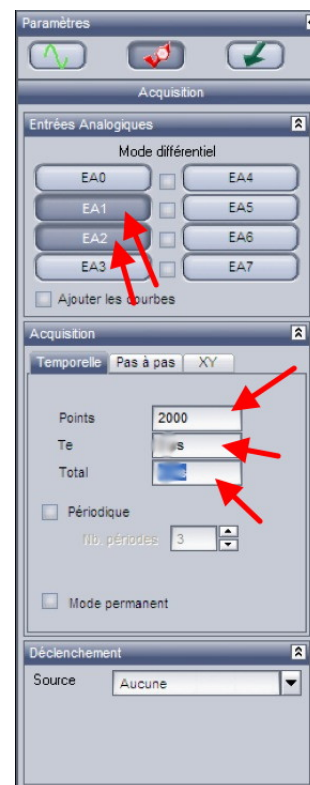 Paramètres
Acquisition
Entrées Analogiques
Mode différentiel
EA0 EA4
EA1 EA5
EA2 EA6
EA3 EA7
Ajouter les courbes
Acquisition
Temporelle Pas à pas XY
Points 2000
Te
Total
Périodique
Nb. périodes 3
Mode permanent
Déclenchement
Source Aucune